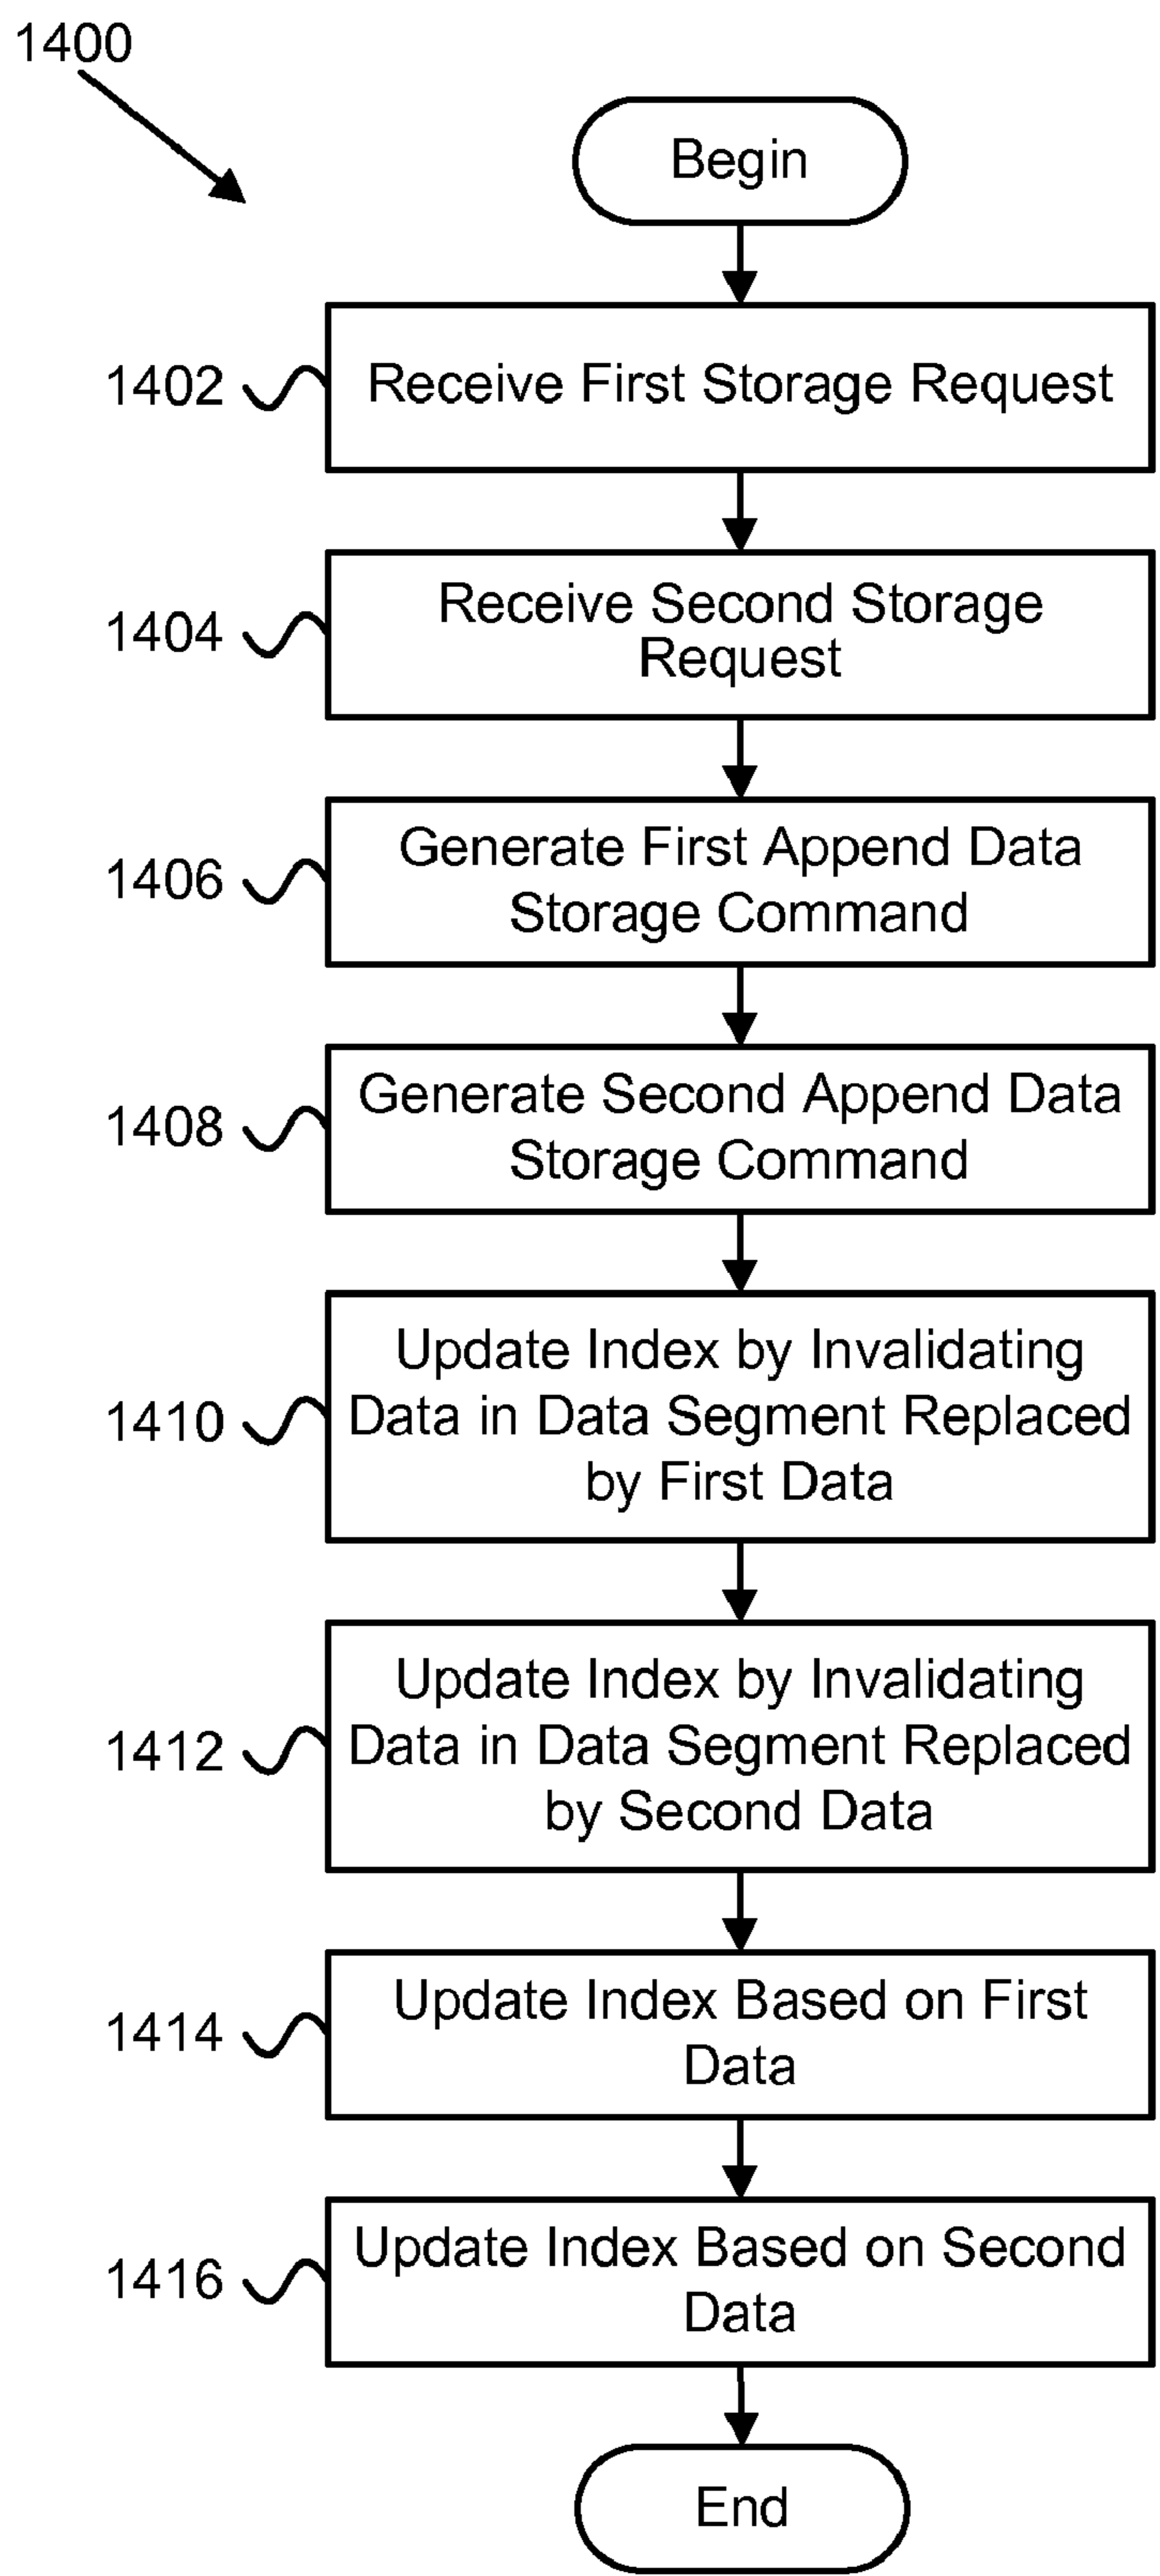 1400
Begin
1402
Receive First Storage Request
1404
Receive Second Storage
Request
1406
Generate First Append Data
Storage Command
1408
Generate Second Append Data
Storage Command
1410
Update Index by Invalidating
Data in Data Segment Replaced
by First Data
1412
Update Index by Invalidating
Data in Data Segment Replaced
by Second Data
1414
Update Index Based on First
Data
1416
Update Index Based on Second
Data
End